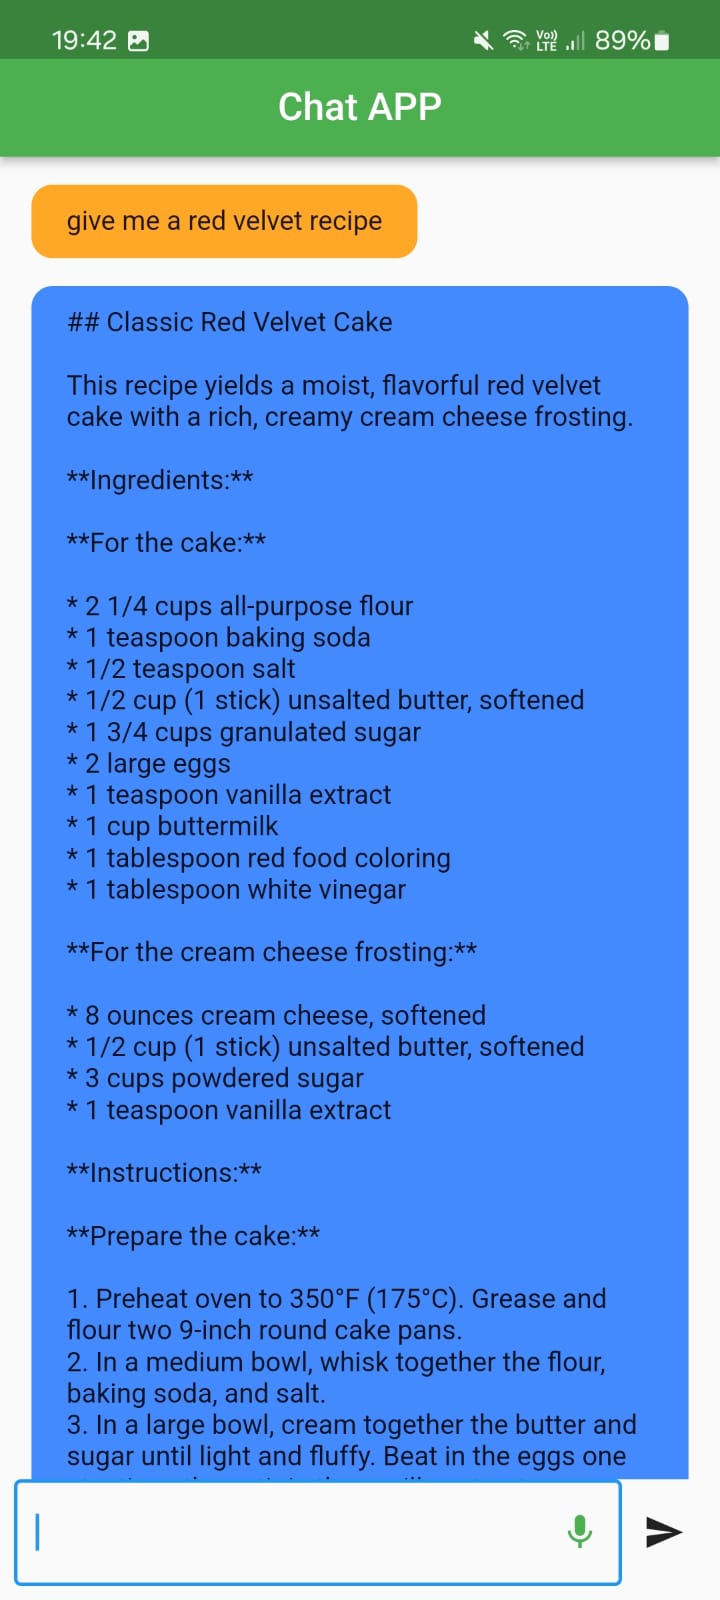 19:42
Vo)) LTE 89%
Chat APP
give me a red velvet recipe
## Classic Red Velvet Cake
This recipe yields a moist, flavorful red velvet
cake with a rich, creamy cream cheese frosting.
**Ingredients:**
**For the cake:**
* 2 1/4 cups all-purpose flour
* 1 teaspoon baking soda
* 1/2 teaspoon salt
* 1/2 cup (1 stick) unsalted butter, softened
* 1 3/4 cups granulated sugar
* 2 large eggs
* 1 teaspoon vanilla extract
* 1 cup buttermilk
* 1 tablespoon red food coloring
* 1 tablespoon white vinegar
**For the cream cheese frosting:**
* 8 ounces cream cheese, softened
* 1/2 cup (1 stick) unsalted butter, softened
* 3 cups powdered sugar
* 1 teaspoon vanilla extract
**Instructions:**
**Prepare the cake:**
1. Preheat oven to 350°F (175°C). Grease and
flour two 9-inch round cake pans.
2. In a medium bowl, whisk together the flour,
baking soda, and salt.
3. In a large bowl, cream together the butter and
sugar until light and fluffy. Beat in the eggs one